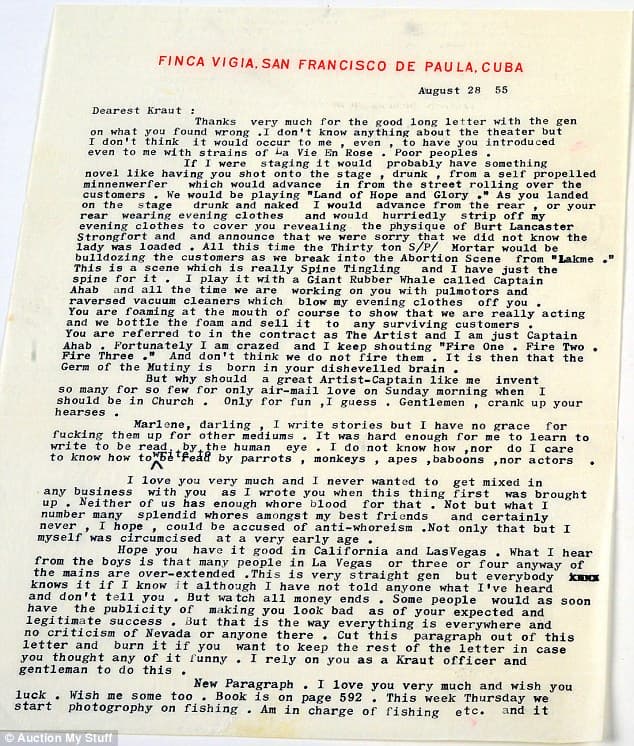 FINCA VIGIA, SAN FRANCISCO DE PAULA, CUBA
August 28 55
Dearest Kraut :
Thanks very much for the good long letter with the gen
on what you found wrong .I don't know anything about the theater but
I don't think it would occur to me , even , to have you introduced
even to me with strains of La Vie En Rose . Poor peoples .
If I were staging it would probably have something
novel like having you shot onto the stage , drunk , from a self propelled
minnenwerfer which would advance in from the street rolling over the
customers . We would be playing "Land of Hope and Glory ." As you landed
on the stage drunk and naked I would advance from the rear , or your
rear wearing evening clothes and would hurriedly strip off my
evening clothes to cover you revealing the physique of Burt Lancaster
Strongfort and and announce that we were sorry that we did not know the
lady was loaded . All this time the Thirty ton S/P/ Mortar would be
bulldozing the customers as we break into the Abortion Scene from "Lakme ."
This is a scene which is really Spine Tingling and I have just the
spine for it . I play it with a Giant Rubber Whale called Captain
Ahab and all the time we are working on you with pulmotors and
raversed vacuum cleaners which blow my evening clothes off you .
You are foaming at the mouth of course to show that we are really acting
and we bottle the foam and sell it to any surviving customers .
You are referred to in the contract as The Artist and I am just Captain
Ahab . Fortunately I am crazed and I keep shouting "Fire One . Fire Two .
Fire Three ." And don't think we do not fire them . It is then that the
Germ of the Mutiny is born in your dishevelled brain .
But why should a great Artist-Captain like me invent
so many for so few for only air-mail love on Sunday morning when I
should be in Church . Only for fun ,I guess . Gentlemen , crank up your
hearses .
Marlene, darling , I write stories but I have no grace for
fucking them up for other mediums . It was hard enough for me to learn to
write to be read by the human eye . I do not know how ,nor do I care
to know how to write to be read by parrots , monkeys , apes ,baboons ,nor actors .
I love you very much and I never wanted to get mixed in
any business with you as I wrote you when this thing first was brought
up . Neither of us has enough whore blood for that . Not but what I
number many splendid whores amongst my best friends and certainly
never , I hope , could be accused of anti-whoreism .Not only that but I
myself was circumcised at a very early age .
Hope you have it good in California and LasVegas . What I hear
from the boys is that many people in La Vegas or three or four anyway of
the mains are over-extended .This is very straight gen but everybody
knows it if I know it although I have not told anyone what I've heard
and don't tell you . But watch all money ends . Some people would as soon
have the publicity of making you look bad as of your expected and
legitimate success . But that is the way everything is everywhere and
no criticism of Nevada or anyone there . Cut this paragraph out of this
letter and burn it if you want to keep the rest of the letter in case
you thought any of it funny . I rely on you as a Kraut officer and
gentleman to do this .
New Paragraph . I love you very much and wish you
luck . Wish me some too . Book is on page 592 . This week Thursday we
start photography on fishing . Am in charge of fishing etc. and it
© Auction My Stuff